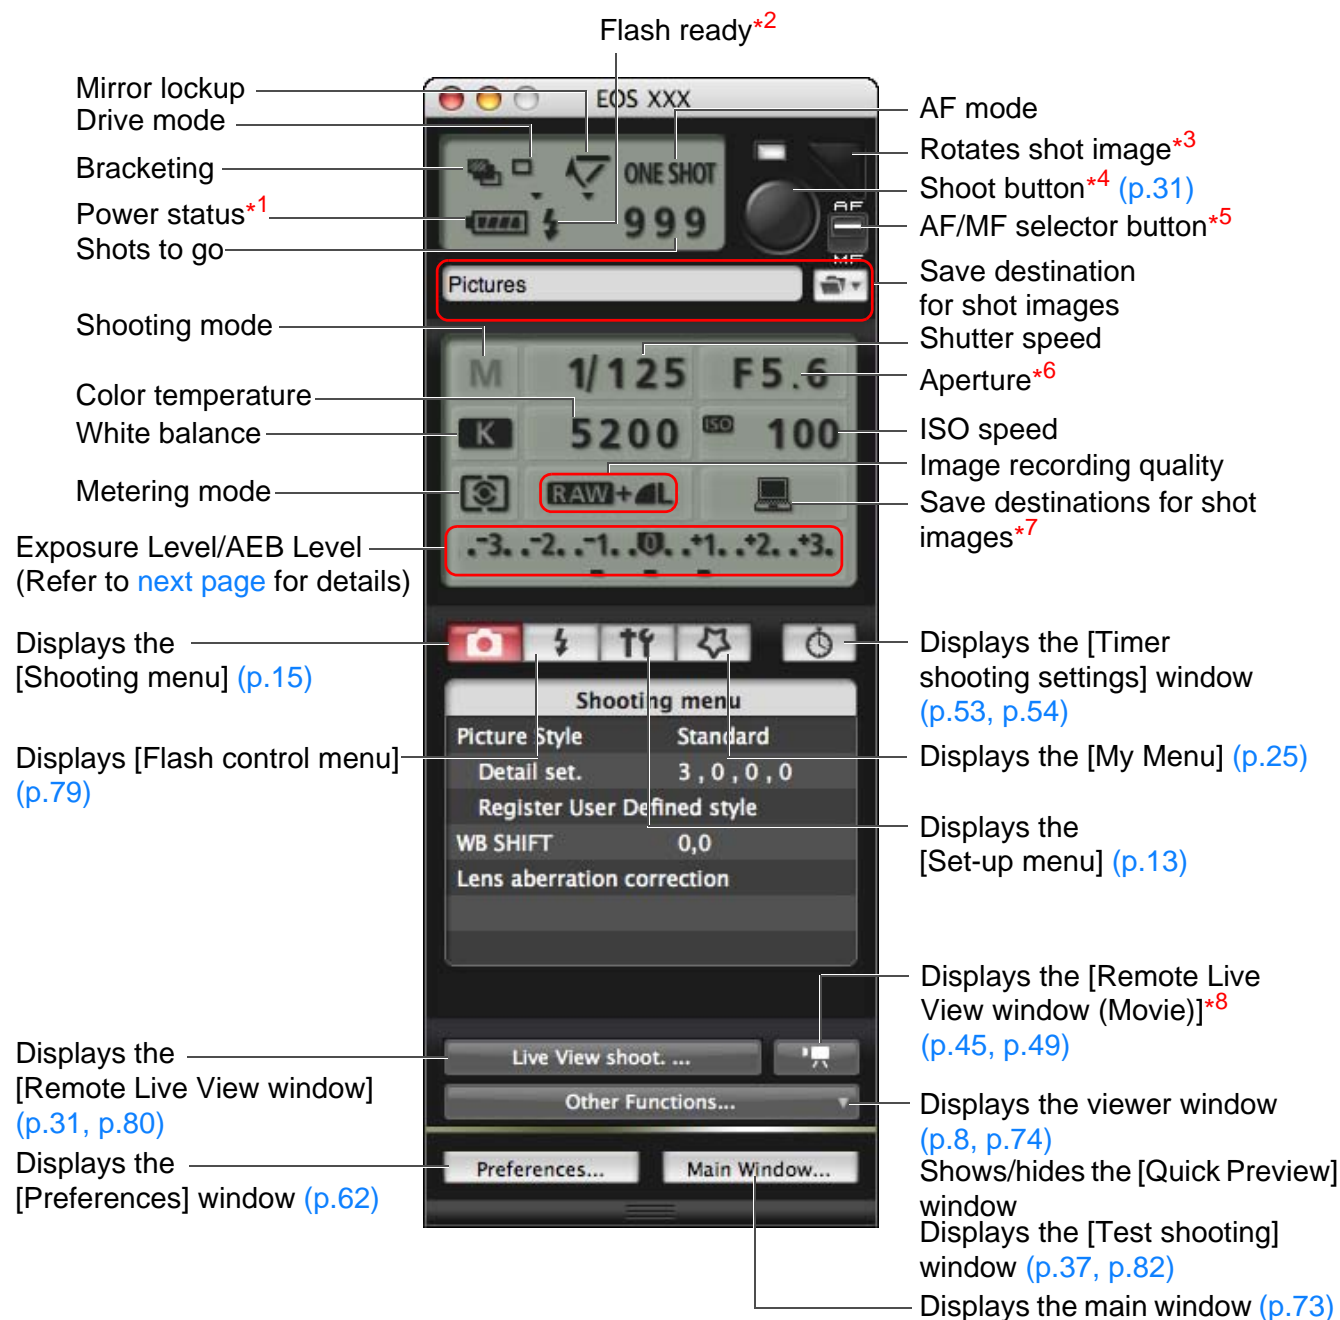 Flash ready*2
Mirror lockup
Drive mode
Bracketing
Power status*1
Shots to go
Shooting mode
Color temperature
White balance
Metering mode
Exposure Level/AEB Level
(Refer to next page for details)
Displays the
[Shooting menu] (p.15)
Displays [Flash control menu]
(p.79)
Displays the
[Remote Live View window]
(p.31, p.80)
Displays the
[Preferences] window (p.62)
EOS XXX
ONE SHOT
999
AF
MF
Pictures
M 1/125 F5.6
K 5200 ISO 100
RAW+L
.-3. .-2. .-1. .0. .+1. .+2. .+3.
Shooting menu
Picture Style Standard
Detail set. 3 , 0 , 0 , 0
Register User Defined style
WB SHIFT 0,0
Lens aberration correction
Live View shoot. ...
Other Functions...
Preferences... Main Window...
AF mode
Rotates shot image*3
Shoot button*4 (p.31)
AF/MF selector button*5
Save destination
for shot images
Shutter speed
Aperture*6
ISO speed
Image recording quality
Save destinations for shot
images*7
Displays the [Timer
shooting settings] window
(p.53, p.54)
Displays the [My Menu] (p.25)
Displays the
[Set-up menu] (p.13)
Displays the [Remote Live
View window (Movie)]*8
(p.45, p.49)
Displays the viewer window
(p.8, p.74)
Shows/hides the [Quick Preview]
window
Displays the [Test shooting]
window (p.37, p.82)
Displays the main window (p.73)